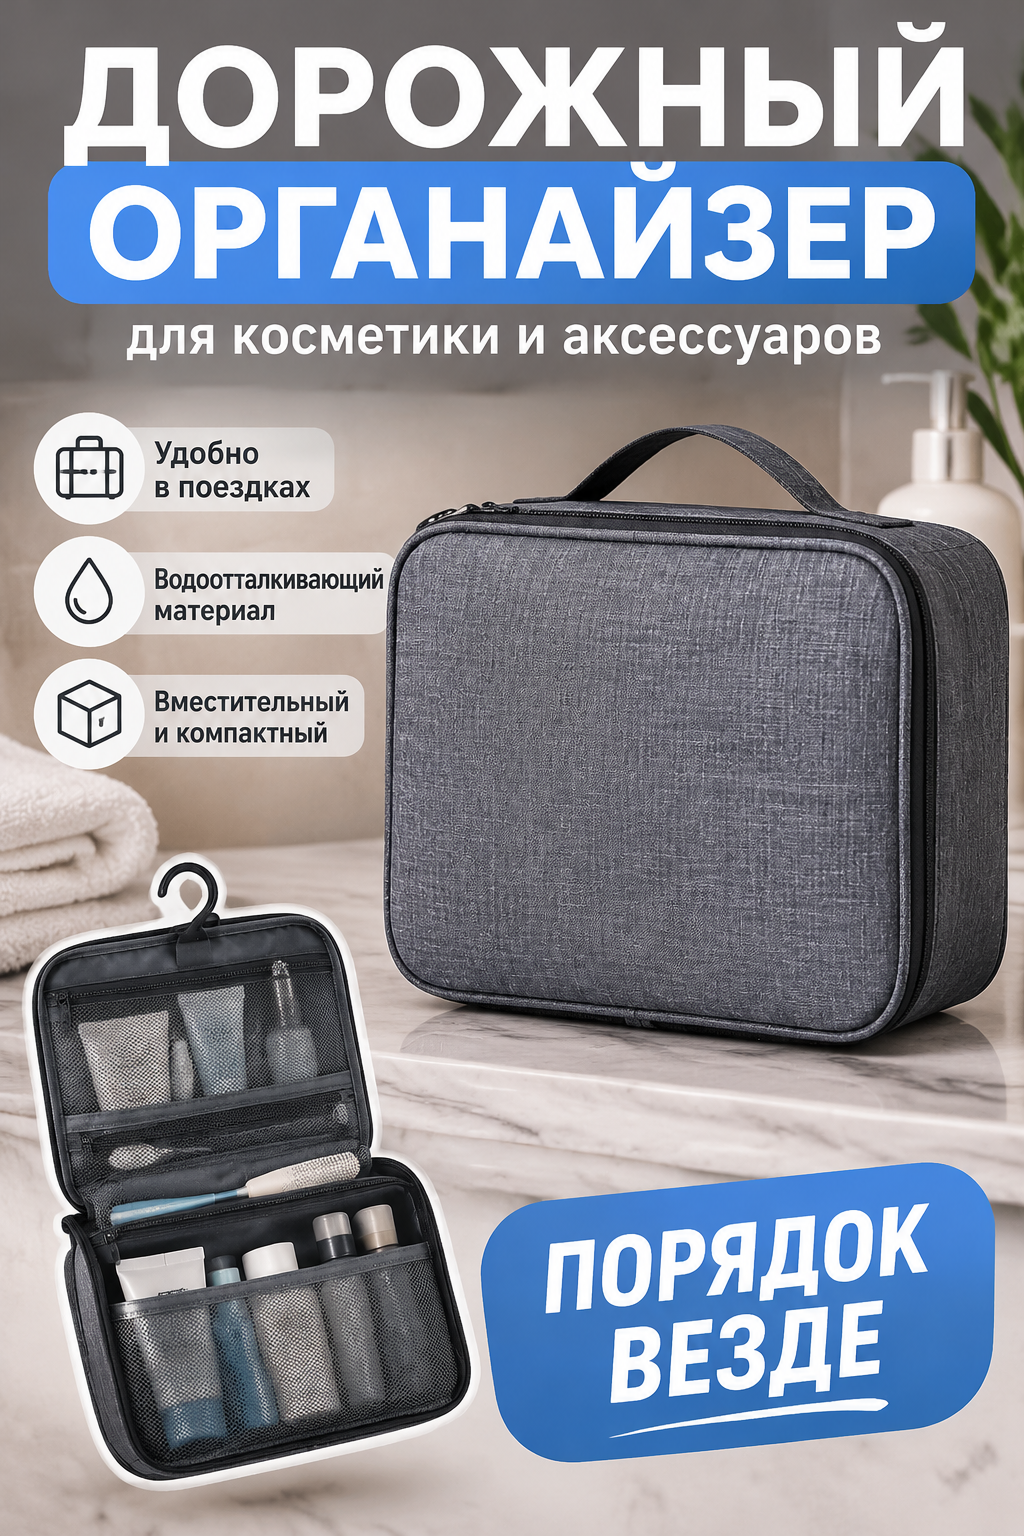 ДОРОЖНЫЙ
ОРГАНАЙЗЕР
для косметики и аксессуаров
Удобно
в поездках
Водоотталкивающий
материал
Вместительный
и компактный
ПОРЯДОК
ВЕЗДЕ